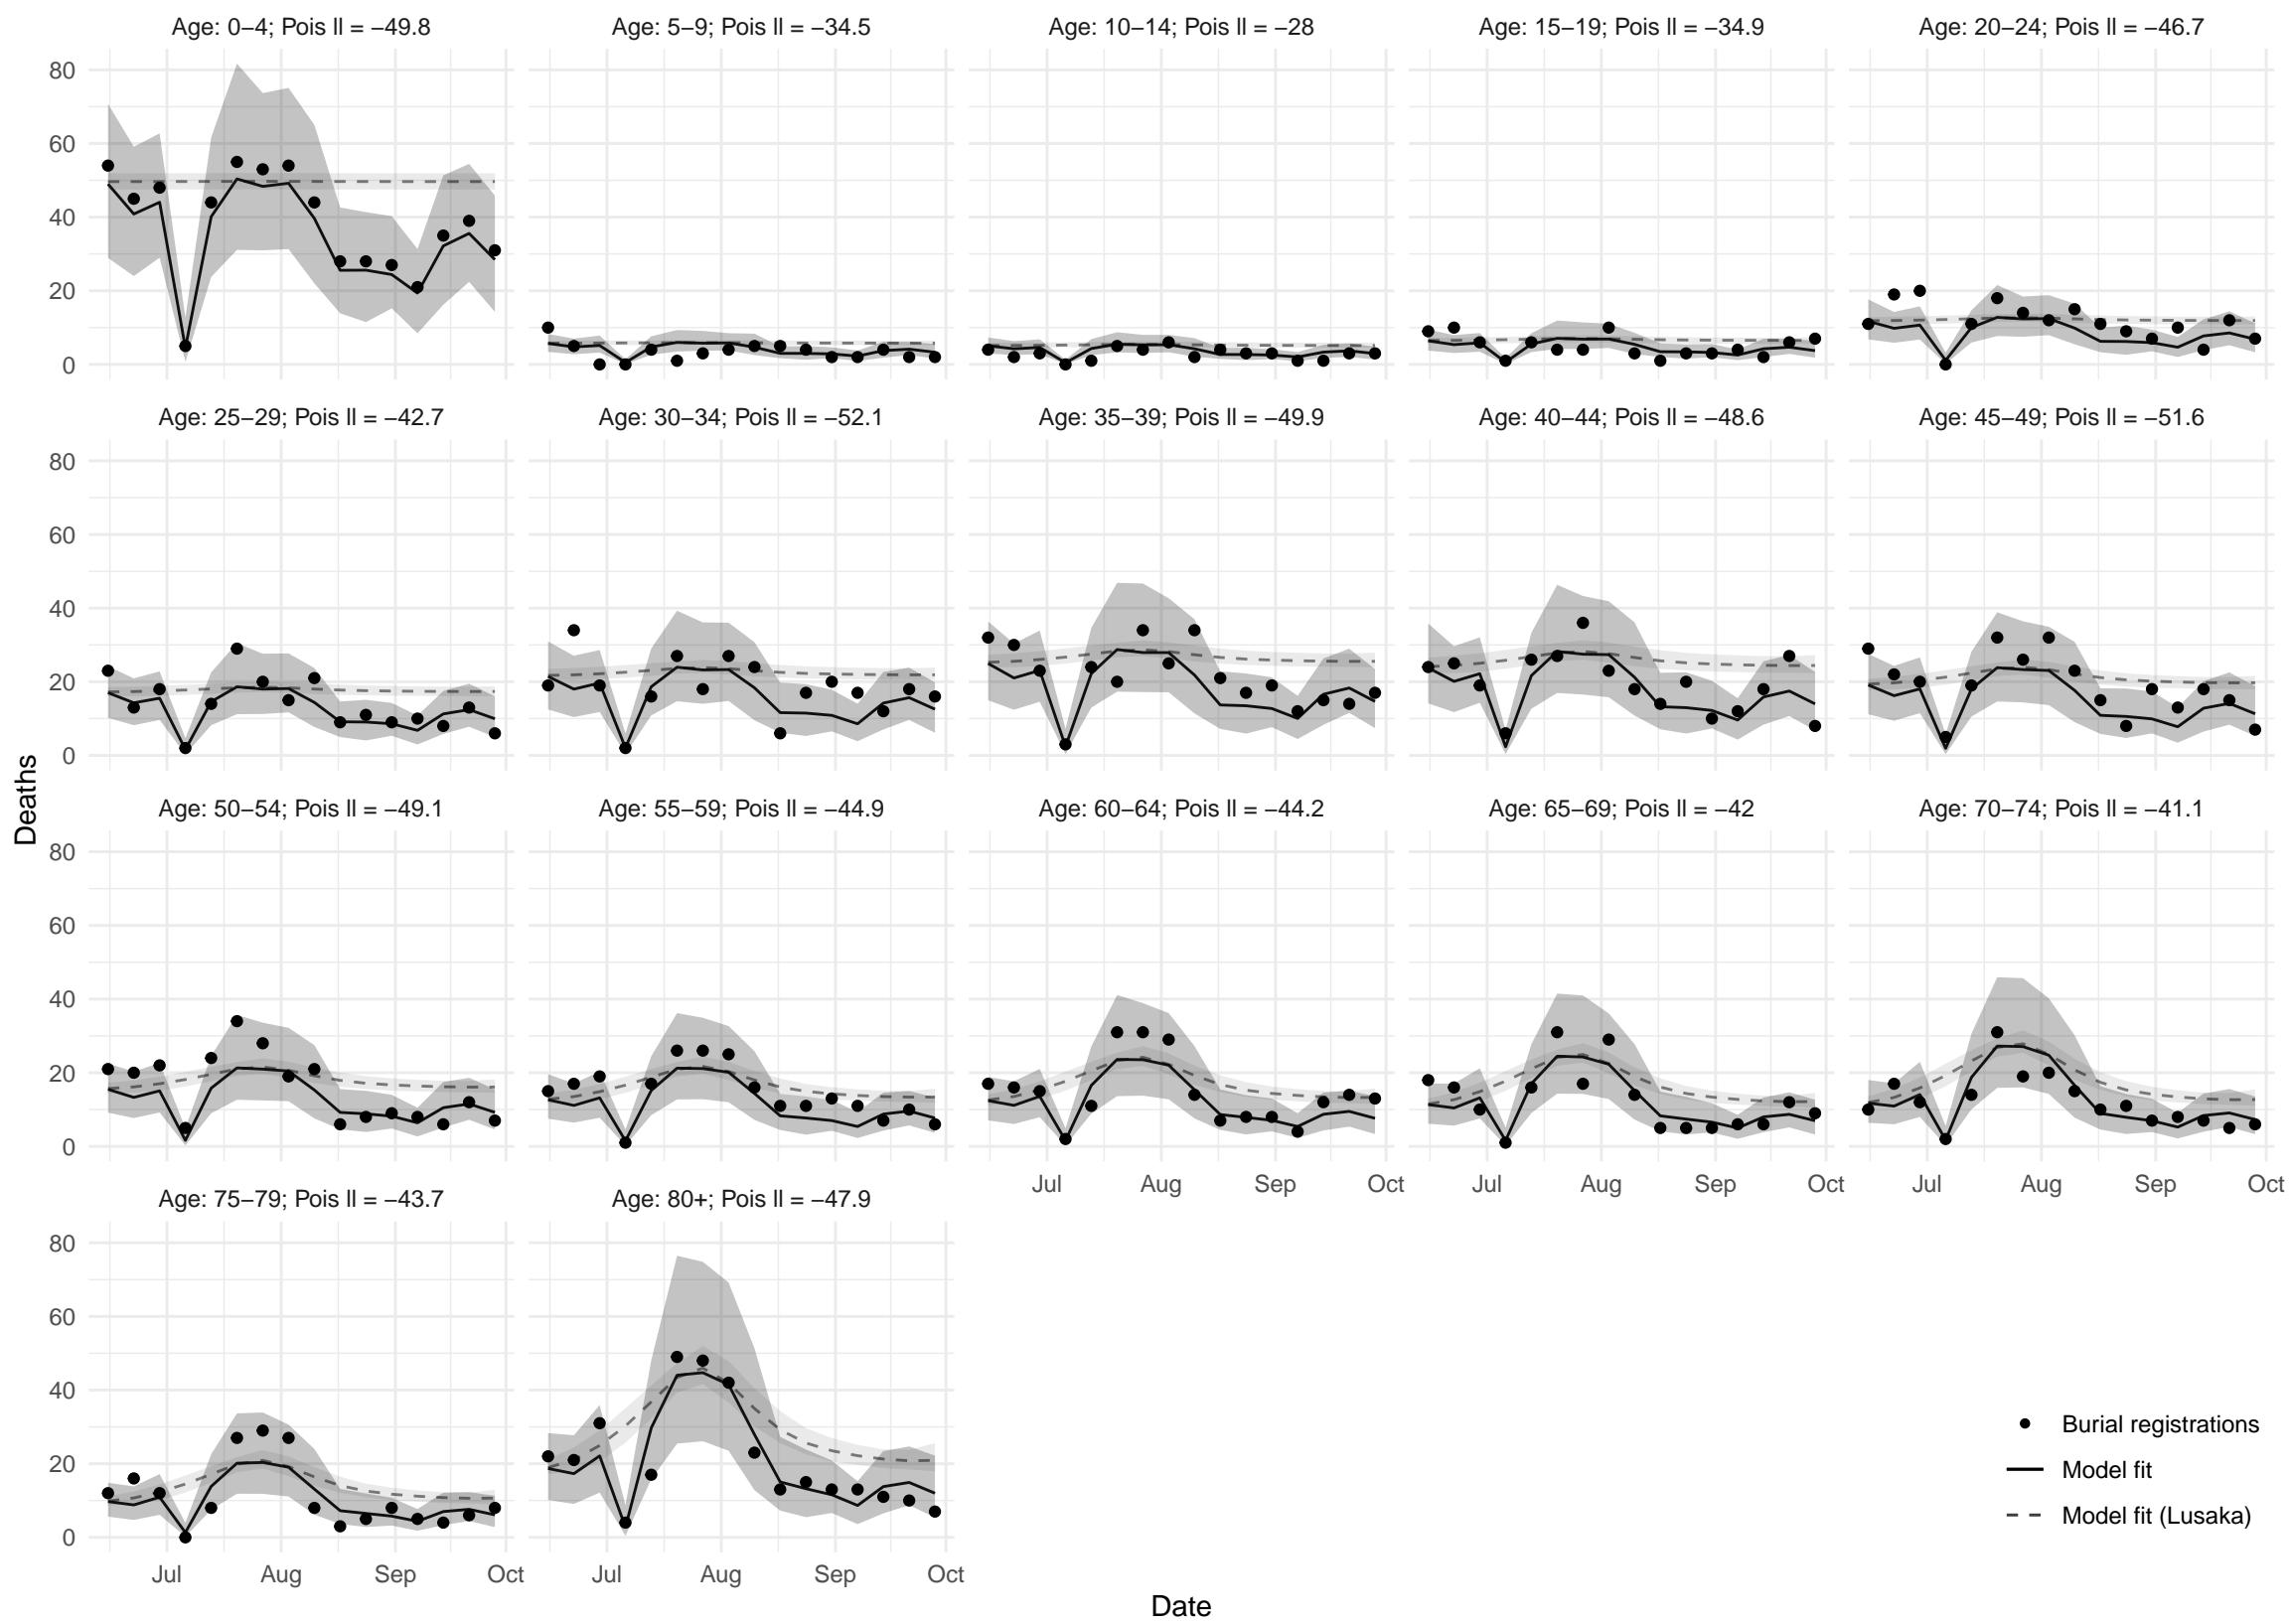 Age: 0−4; Pois ll = −49.8
Age: 5−9; Pois ll = −34.5
Age: 10−14; Pois ll = −28
Age: 15−19; Pois ll = −34.9
Age: 20−24; Pois ll = −46.7
80
60
40
20
0
Age: 25−29; Pois ll = −42.7
Age: 30−34; Pois ll = −52.1
Age: 35−39; Pois ll = −49.9
Age: 40−44; Pois ll = −48.6
Age: 45−49; Pois ll = −51.6
80
60
40
20
0
Deaths
Age: 50−54; Pois ll = −49.1
Age: 55−59; Pois ll = −44.9
Age: 60−64; Pois ll = −44.2
Age: 65−69; Pois ll = −42
Age: 70−74; Pois ll = −41.1
80
60
40
20
0
Jul Aug Sep Oct
Jul Aug Sep Oct
Jul Aug Sep Oct
Age: 75−79; Pois ll = −43.7
Age: 80+; Pois ll = −47.9
80
60
40
20
0
Jul Aug Sep Oct
Jul Aug Sep Oct
Burial registrations
Model fit
Model fit (Lusaka)
Date